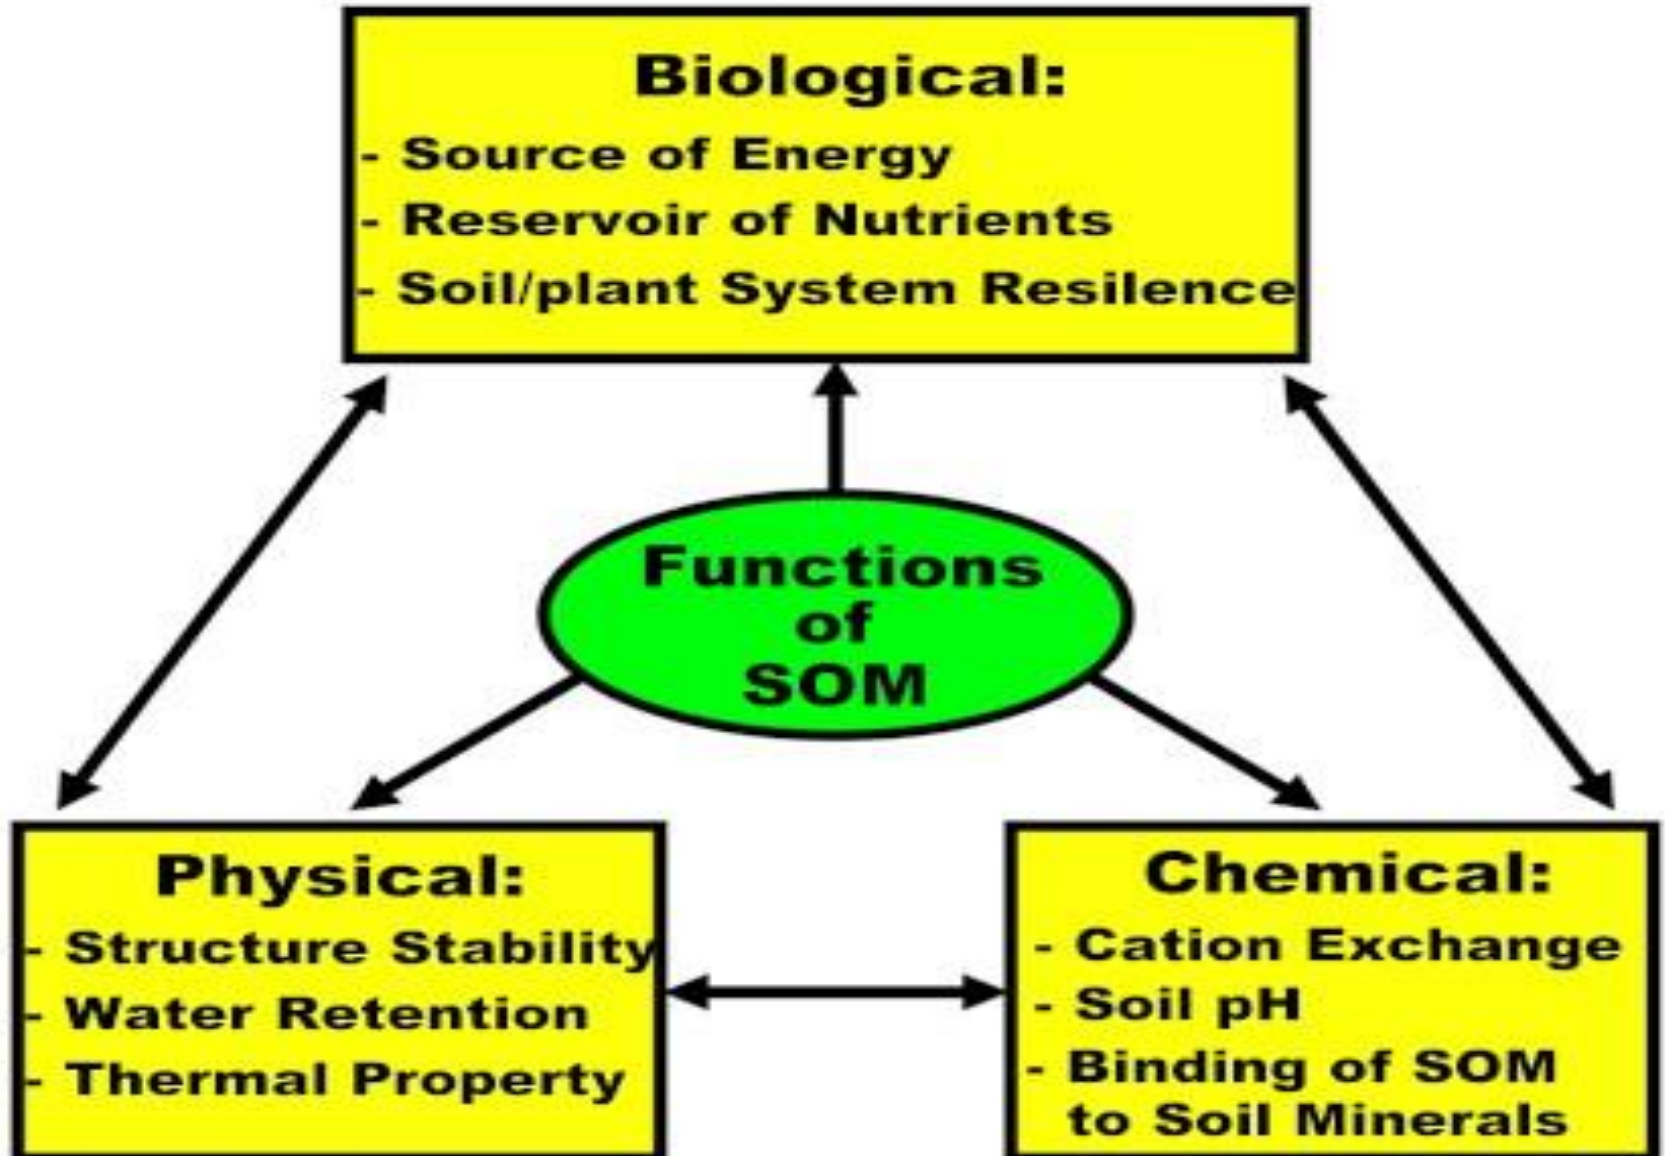 Biological:
- Source of Energy
- Reservoir of Nutrients
- Soil/plant System Resilence
Functions
of
SOM
Physical:
- Structure Stability
- Water Retention
- Thermal Property
Chemical:
- Cation Exchange
- Soil pH
- Binding of SOM
to Soil Minerals